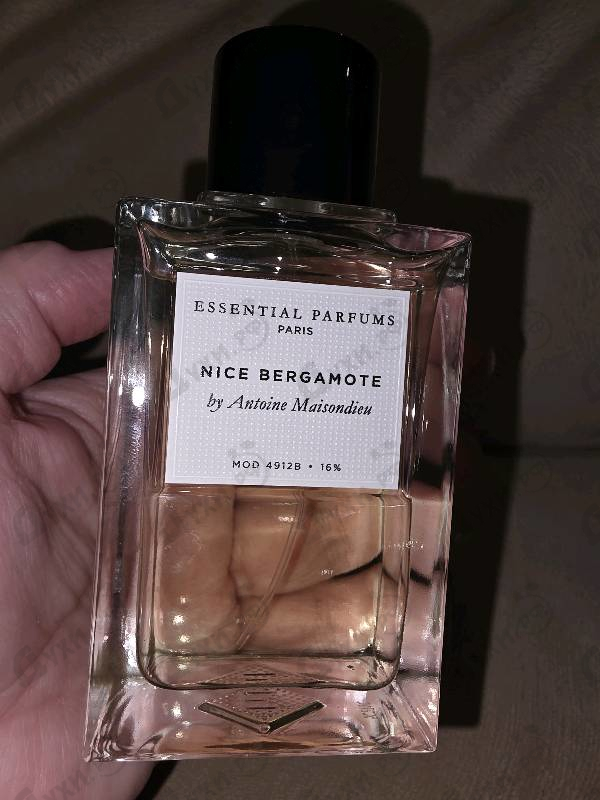 ESSENTIAL PARFUMS
PARIS
NICE BERGAMOTE
by Antoine Maisondieu
MOD 4912B • 16%